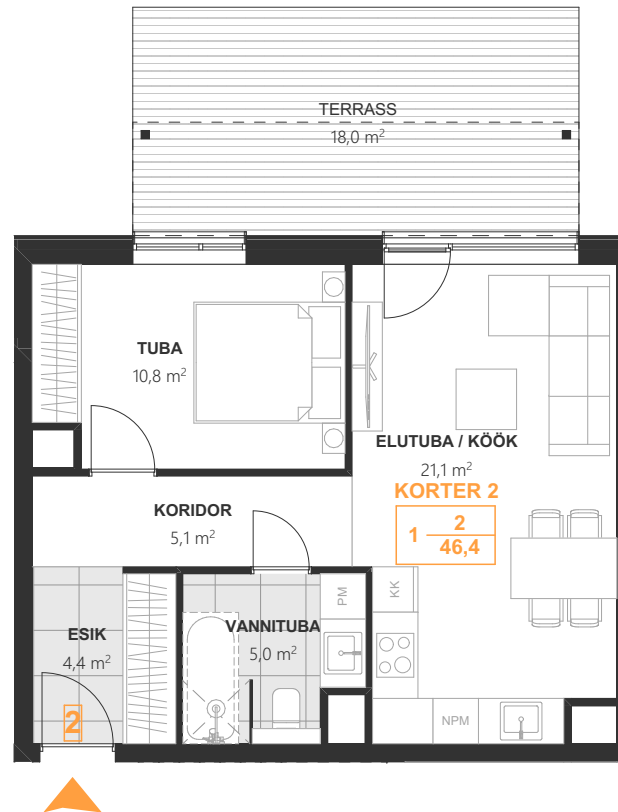 TERRASS
18,0 m²
TUBA
10,8 m²
ELUTUBA / KÖÖK
21,1 m²
KORTER 2
1 2
46,4
KORIDOR
5,1 m²
KK
PM
VANNITUBA
5,0 m²
ESIK
4,4 m²
2
NPM